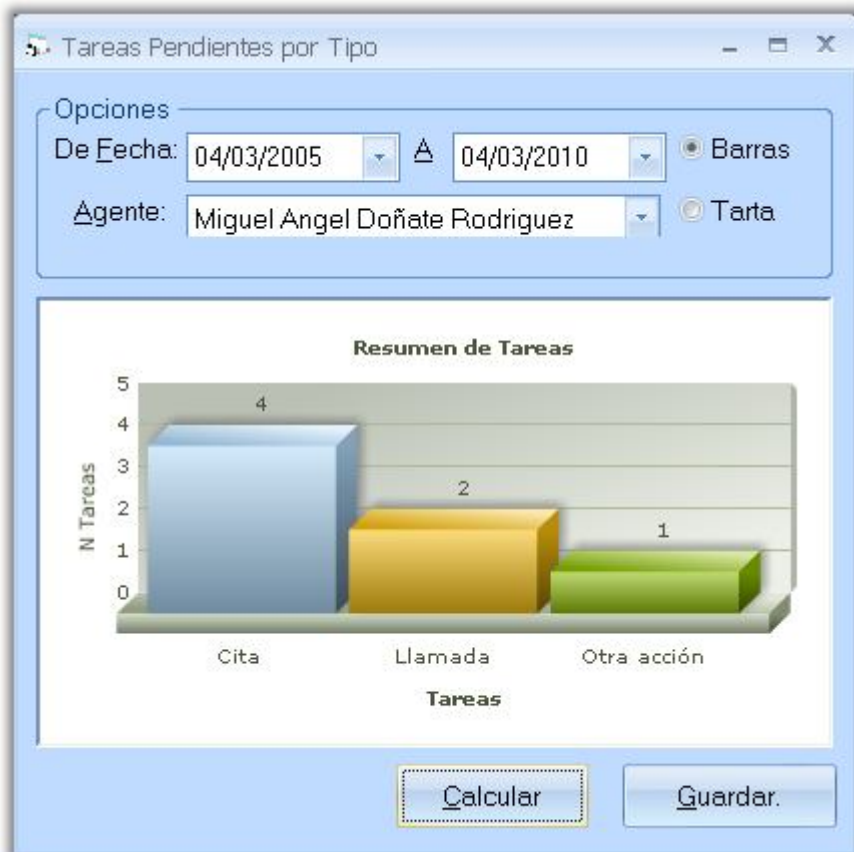 Tareas Pendientes por Tipo
Opciones
De Fecha: 04/03/2005 A 04/03/2010 Barras
Agente: Miguel Angel Doñate Rodriguez Tarta
Resumen de Tareas
5
4
3
2
1
0
N Tareas
4
2
1
Cita Llamada Otra acción
Tareas
Calcular Guardar.